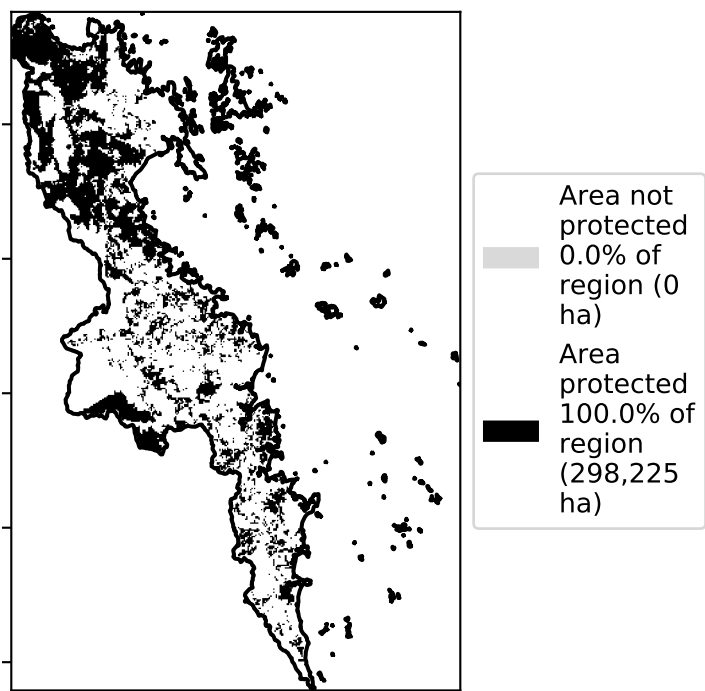 Area not
protected
0.0% of
region (0
ha)
Area
protected
100.0% of
region
(298,225
ha)